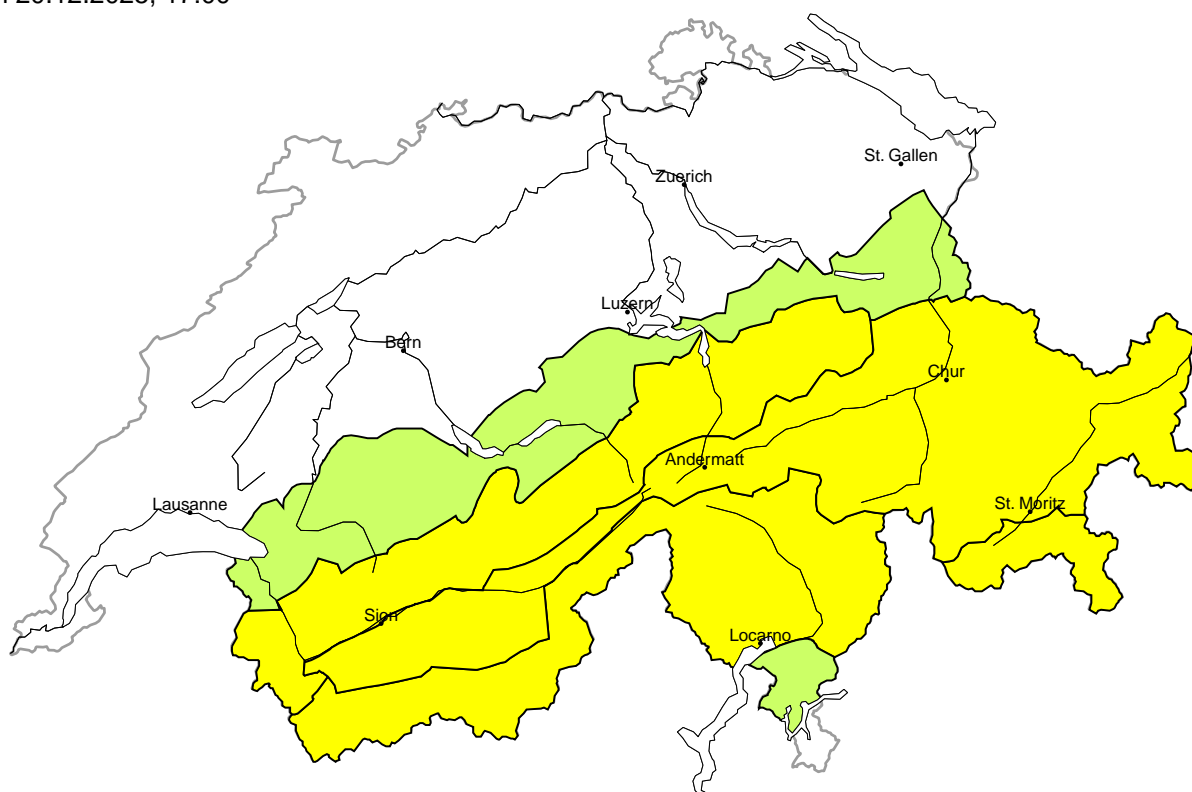 St. Gallen
Zuerich
Luzern
Bern
Chur
Andermatt
Lausanne
St. Moritz
Sion
Locarno